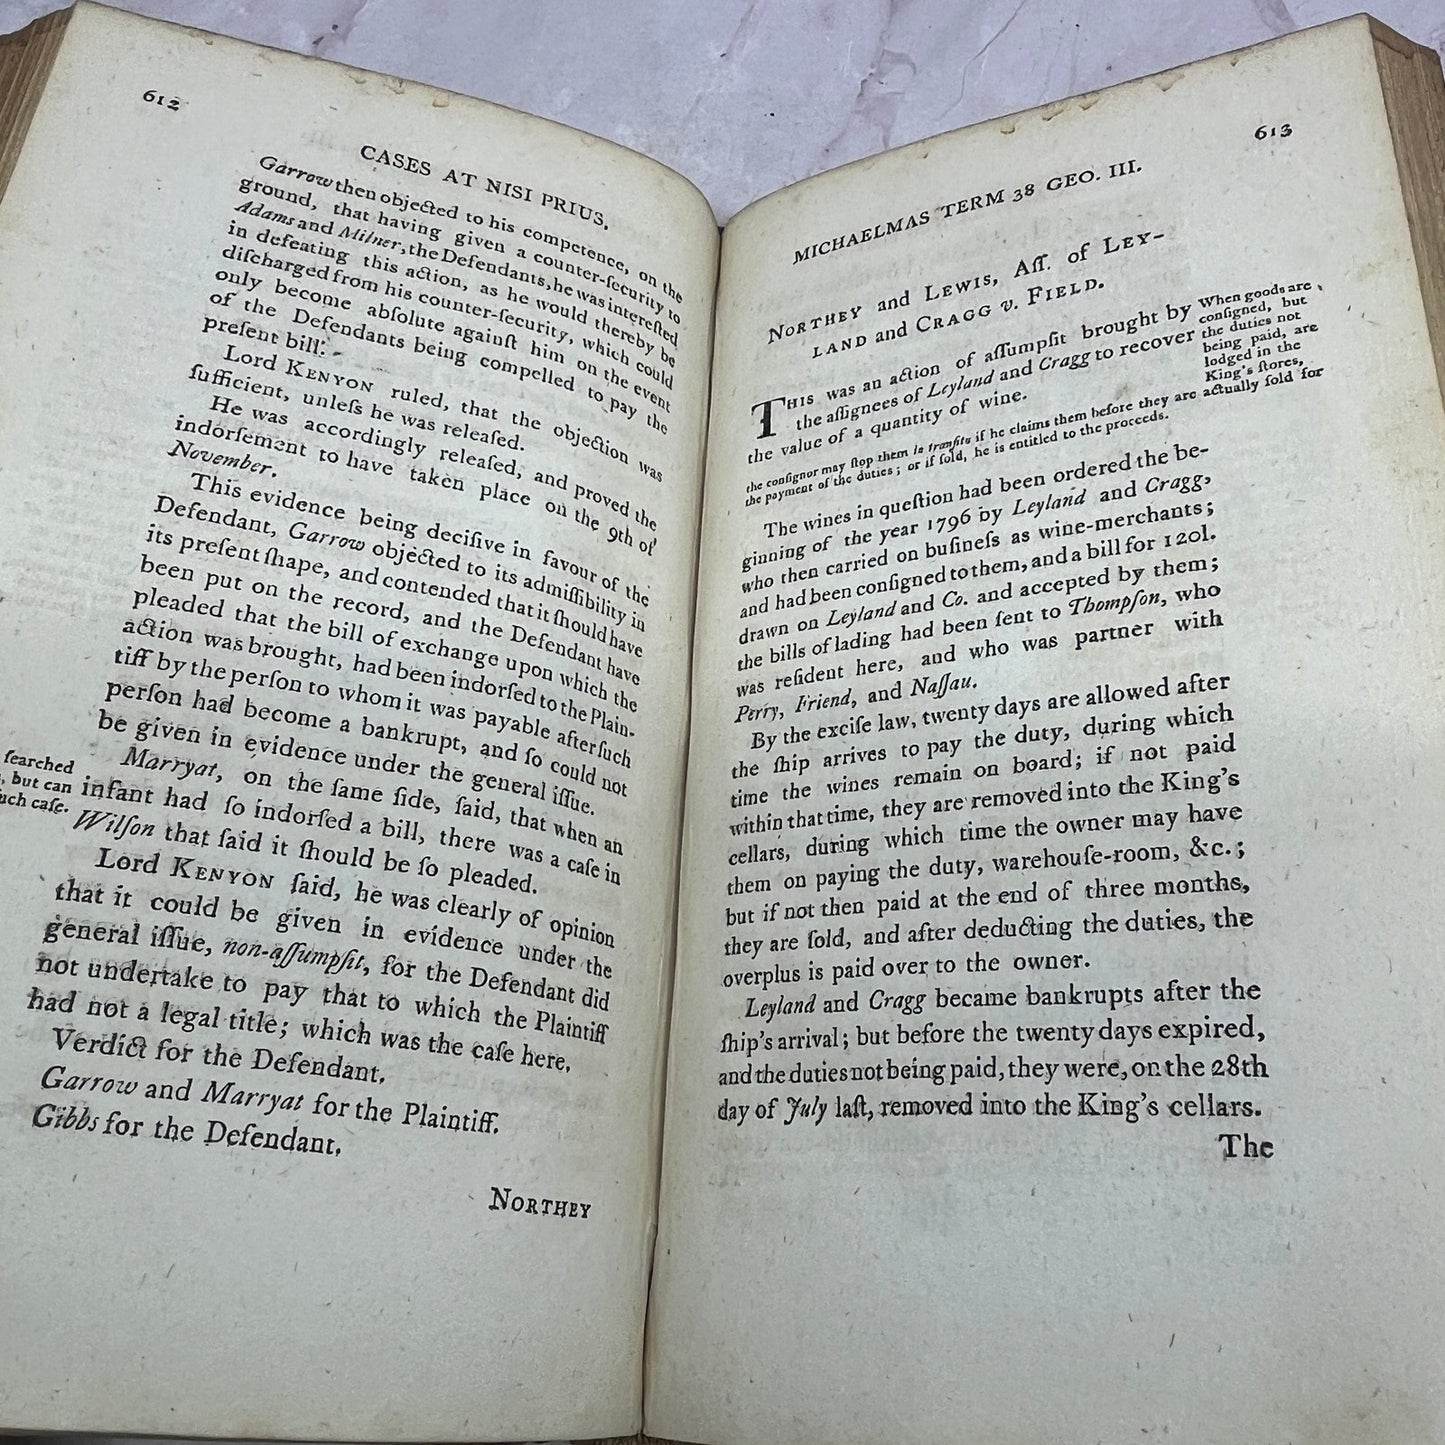 612
CASES AT NISI PRIUS.
Garrow then objected to his competence, on the
ground, that having given a counter-ſecurity to
Adams and Milner, the Defendants, he was intereſted
in defeating this action, as he would thereby be
diſcharged from his counter-ſecurity, which could
only become abſolute againſt him on the event
of the Defendants being compelled to pay the
preſent bill.
Lord KENYON ruled, that the objection was
ſufficient, unleſs he was releaſed.
He was accordingly releaſed, and proved the
indorſement to have taken place on the 9th of
November.
This evidence being deciſive in favour of the
Defendant, Garrow objected to its admiſſibility in
its preſent ſhape, and contended that it ſhould have
been put on the record, and the Defendant have
pleaded that the bill of exchange upon which the
action was brought, had been indorſed to the Plain-
tiff by the perſon to whom it was payable after ſuch
perſon had become a bankrupt, and ſo could not
be given in evidence under the general iſſue.
Marryat, on the ſame ſide, ſaid, that when an
infant had ſo indorſed a bill, there was a caſe in
Wilſon that ſaid it ſhould be ſo pleaded.
ſearched
but can
ſuch caſe.
Lord KENYON ſaid, he was clearly of opinion
that it could be given in evidence under the
general iſſue, non-aſſumpſit, for the Defendant did
not undertake to pay that to which the Plaintiff
had not a legal title; which was the caſe here.
Verdict for the Defendant.
Garrow and Marryat for the Plaintiff.
Gibbs for the Defendant.
NORTHEY
613
MICHAELMAS TERM 38 GEO. III.
NORTHEY and LEWIS, Aſſ. of LEY-
LAND and CRAGG v. FIELD.
THIS was an action of aſſumpſit brought by
the aſſignees of Leyland and Cragg to recover
the value of a quantity of wine.
When goods are
conſigned, but
the duties not
being paid, are
lodged in the
King's ſtores,
the conſignor may ſtop them in tranſitu if he claims them before they are actually ſold for
the payment of the duties; or if ſold, he is entitled to the proceeds.
The wines in queſtion had been ordered the be-
ginning of the year 1796 by Leyland and Cragg,
who then carried on buſineſs as wine-merchants;
and had been conſigned to them, and a bill for 120l.
drawn on Leyland and Co. and accepted by them;
the bills of lading had been ſent to Thompſon, who
was reſident here, and who was partner with
Perry, Friend, and Naſſau.
By the exciſe law, twenty days are allowed after
the ſhip arrives to pay the duty, during which
time the wines remain on board; if not paid
within that time, they are removed into the King's
cellars, during which time the owner may have
them on paying the duty, warehouſe-room, &c.;
but if not then paid at the end of three months,
they are ſold, and after deducting the duties, the
overplus is paid over to the owner.
Leyland and Cragg became bankrupts after the
ſhip's arrival; but before the twenty days expired,
and the duties not being paid, they were, on the 28th
day of July laſt, removed into the King's cellars.
The